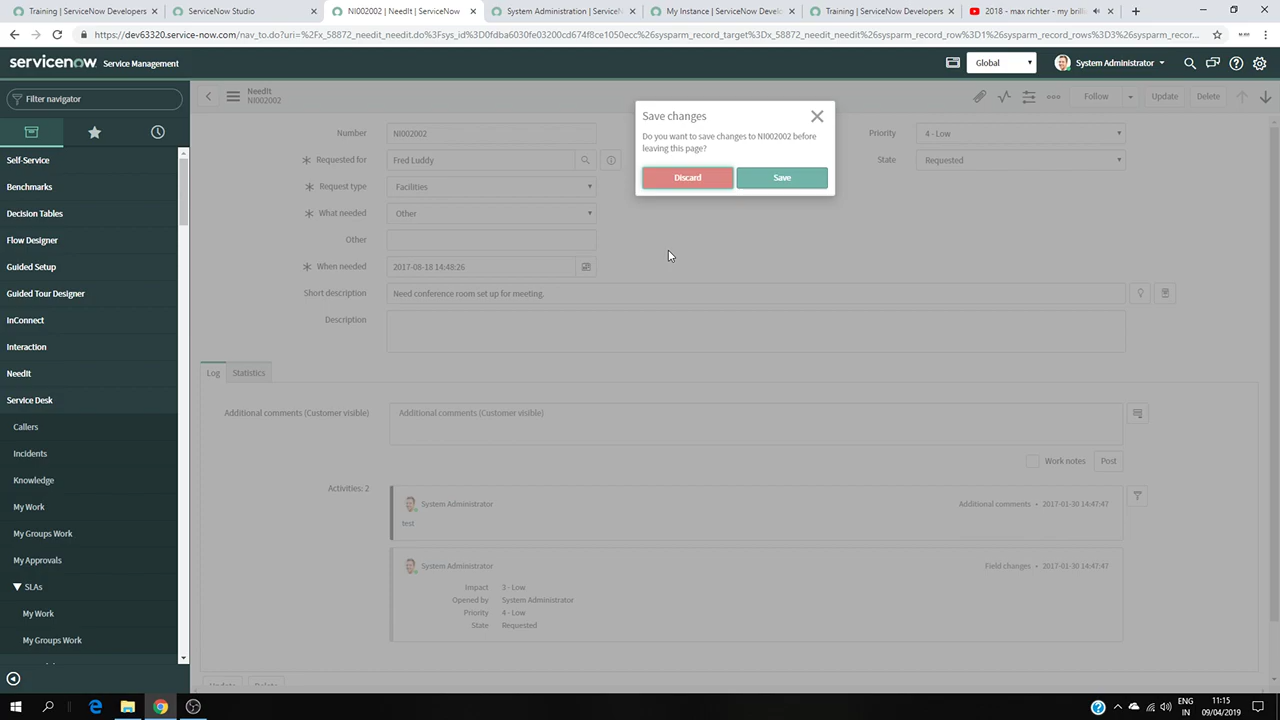 Training | ServiceNow Developers
ServiceNow Studio
NI002002 | NeedIt | ServiceNow
System Administration | ServiceN
My Instance | ServiceNow Develo
Training | ServiceNow Developers
2018 - max richter - my brill
https://dev63320.service-now.com/nav_to.do?uri=%2Fx_58872_needit_needit.do%3Fsys_id%3D0fdba6030fe03200cd674f8ce1050ecc%26sysparm_record_target%3Dx_58872_needit_needit%26sysparm_record_row%3D1%26sysparm_record_rows%3D3%26sysparm_recor...
servicenow Service Management
Global
System Administrator
Filter navigator
Self-Service
Benchmarks
Decision Tables
Flow Designer
Guided Setup
Guided Tour Designer
InConnect
Interaction
NeedIt
Service Desk
Callers
Incidents
Knowledge
My Work
My Groups Work
My Approvals
SLAs
My Work
My Groups Work
NeedIt
NI002002
Follow
Update
Delete
Number NI002002
Requested for Fred Luddy
Request type Facilities
What needed Other
Other
When needed 2017-08-18 14:48:26
Short description Need conference room set up for meeting.
Description
Priority 4 - Low
State Requested
Save changes
Do you want to save changes to NI002002 before
leaving this page?
Discard Save
Log Statistics
Additional comments (Customer visible) Additional comments (Customer visible)
Work notes Post
Activities: 2
System Administrator Additional comments • 2017-01-30 14:47:47
test
System Administrator Field changes • 2017-01-30 14:47:47
Impact 3 - Low
Opened by System Administrator
Priority 4 - Low
State Requested
Update Delete
ENG
IN
11:15
09/04/2019